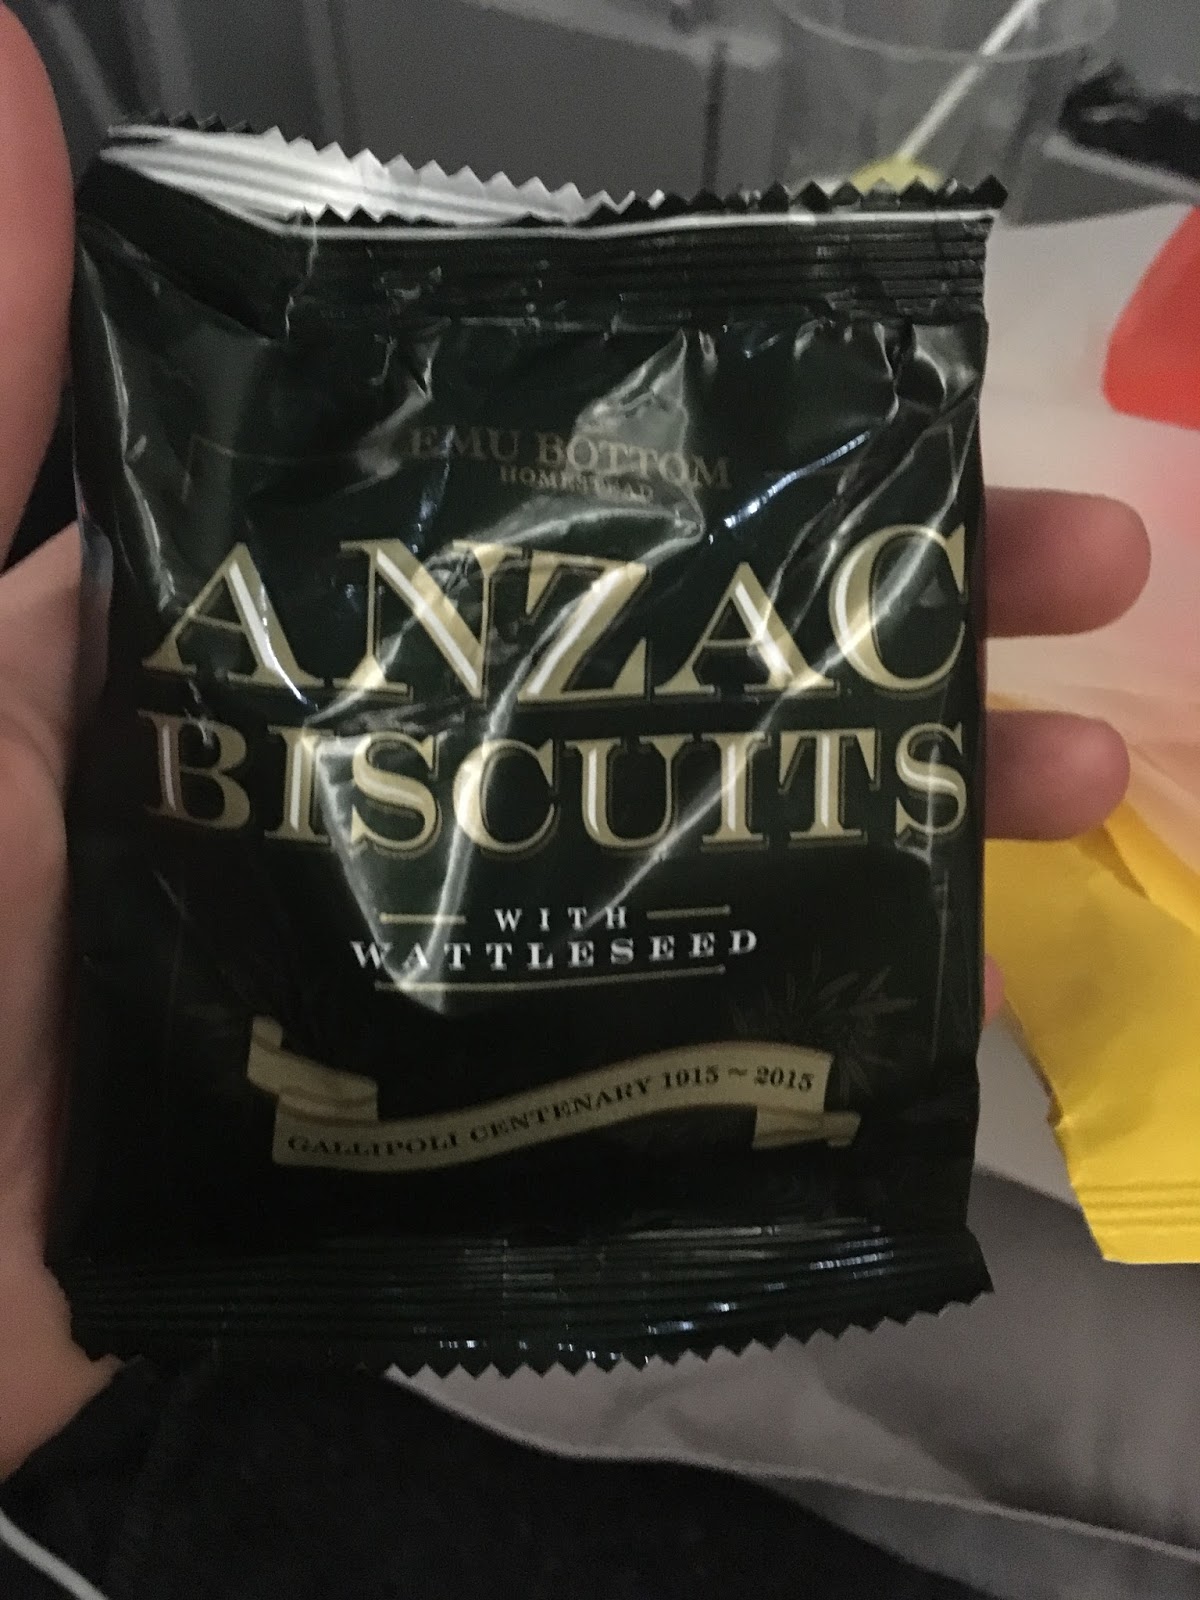 EMU BOTTOM
HOMESTEAD
ANZAC
BISCUITS
WITH
WATTLESEED
GALLIPOLI CENTENARY 1915 ~ 2015